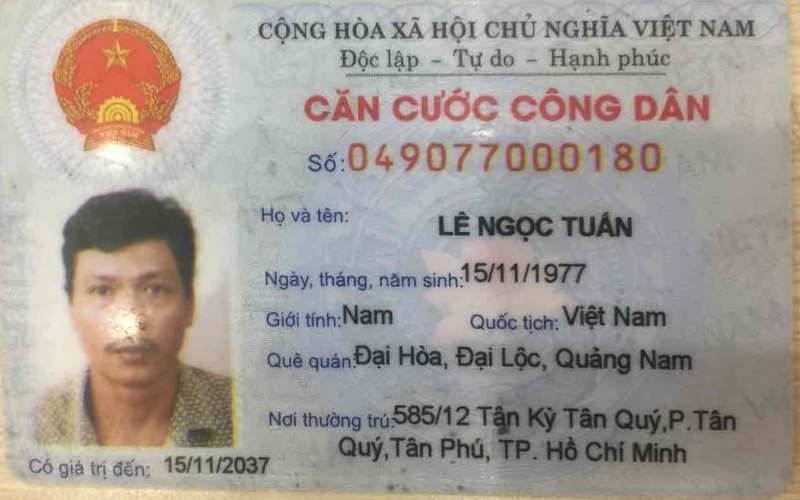 CỘNG HÒA XÃ HỘI CHỦ NGHĨA VIỆT NAM
Độc lập - Tự do - Hạnh phúc
CĂN CƯỚC CÔNG DÂN
Số: 049077000180
Họ và tên: LÊ NGỌC TUẤN
Ngày, tháng, năm sinh: 15/11/1977
Giới tính: Nam Quốc tịch: Việt Nam
Quê quán: Đại Hòa, Đại Lộc, Quảng Nam
Nơi thường trú: 585/12 Tân Kỳ Tân Quý,P.Tân
Quý,Tân Phú, TP. Hồ Chí Minh
Có giá trị đến: 15/11/2037
VIỆT NAM